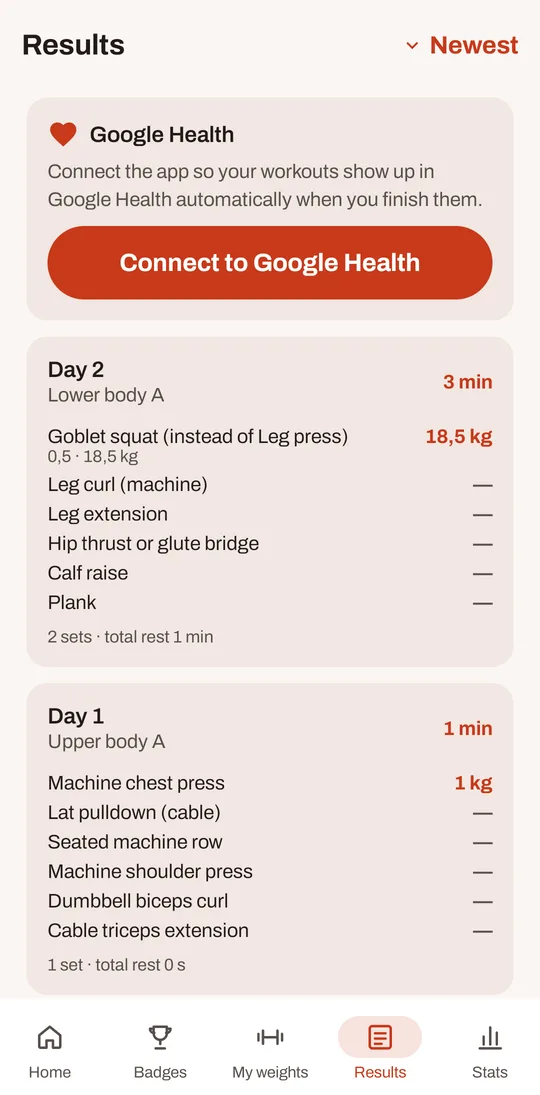 Results
Newest
Google Health
Connect the app so your workouts show up in
Google Health automatically when you finish them.
Connect to Google Health
Day 2
Lower body A
3 min
Goblet squat (instead of Leg press)
18,5 kg
0,5 · 18,5 kg
Leg curl (machine)
—
Leg extension
—
Hip thrust or glute bridge
—
Calf raise
—
Plank
—
2 sets · total rest 1 min
Day 1
Upper body A
1 min
Machine chest press
1 kg
Lat pulldown (cable)
—
Seated machine row
—
Machine shoulder press
—
Dumbbell biceps curl
—
Cable triceps extension
—
1 set · total rest 0 s
Home
Badges
My weights
Results
Stats